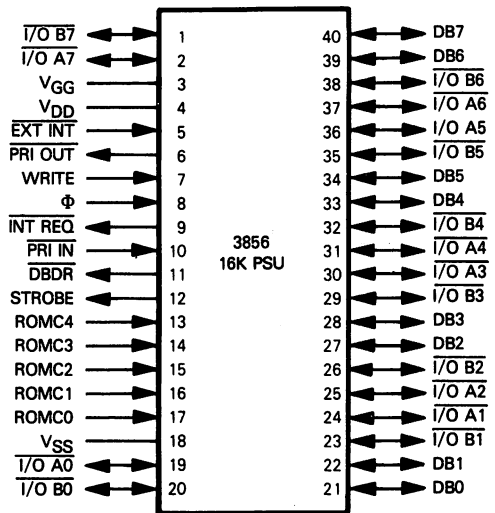 I/O B7 1 40 DB7
I/O A7 2 39 DB6
VGG 3 38 I/O B6
VDD 4 37 I/O A6
EXT INT 5 36 I/O A5
PRI OUT 6 35 I/O B5
WRITE 7 34 DB5
Φ 8 33 DB4
INT REQ 9 3856 32 I/O B4
PRI IN 10 16K PSU 31 I/O A4
DBDR 11 30 I/O A3
STROBE 12 29 I/O B3
ROMC4 13 28 DB3
ROMC3 14 27 DB2
ROMC2 15 26 I/O B2
ROMC1 16 25 I/O A2
ROMC0 17 24 I/O A1
VSS 18 23 I/O B1
I/O A0 19 22 DB1
I/O B0 20 21 DB0